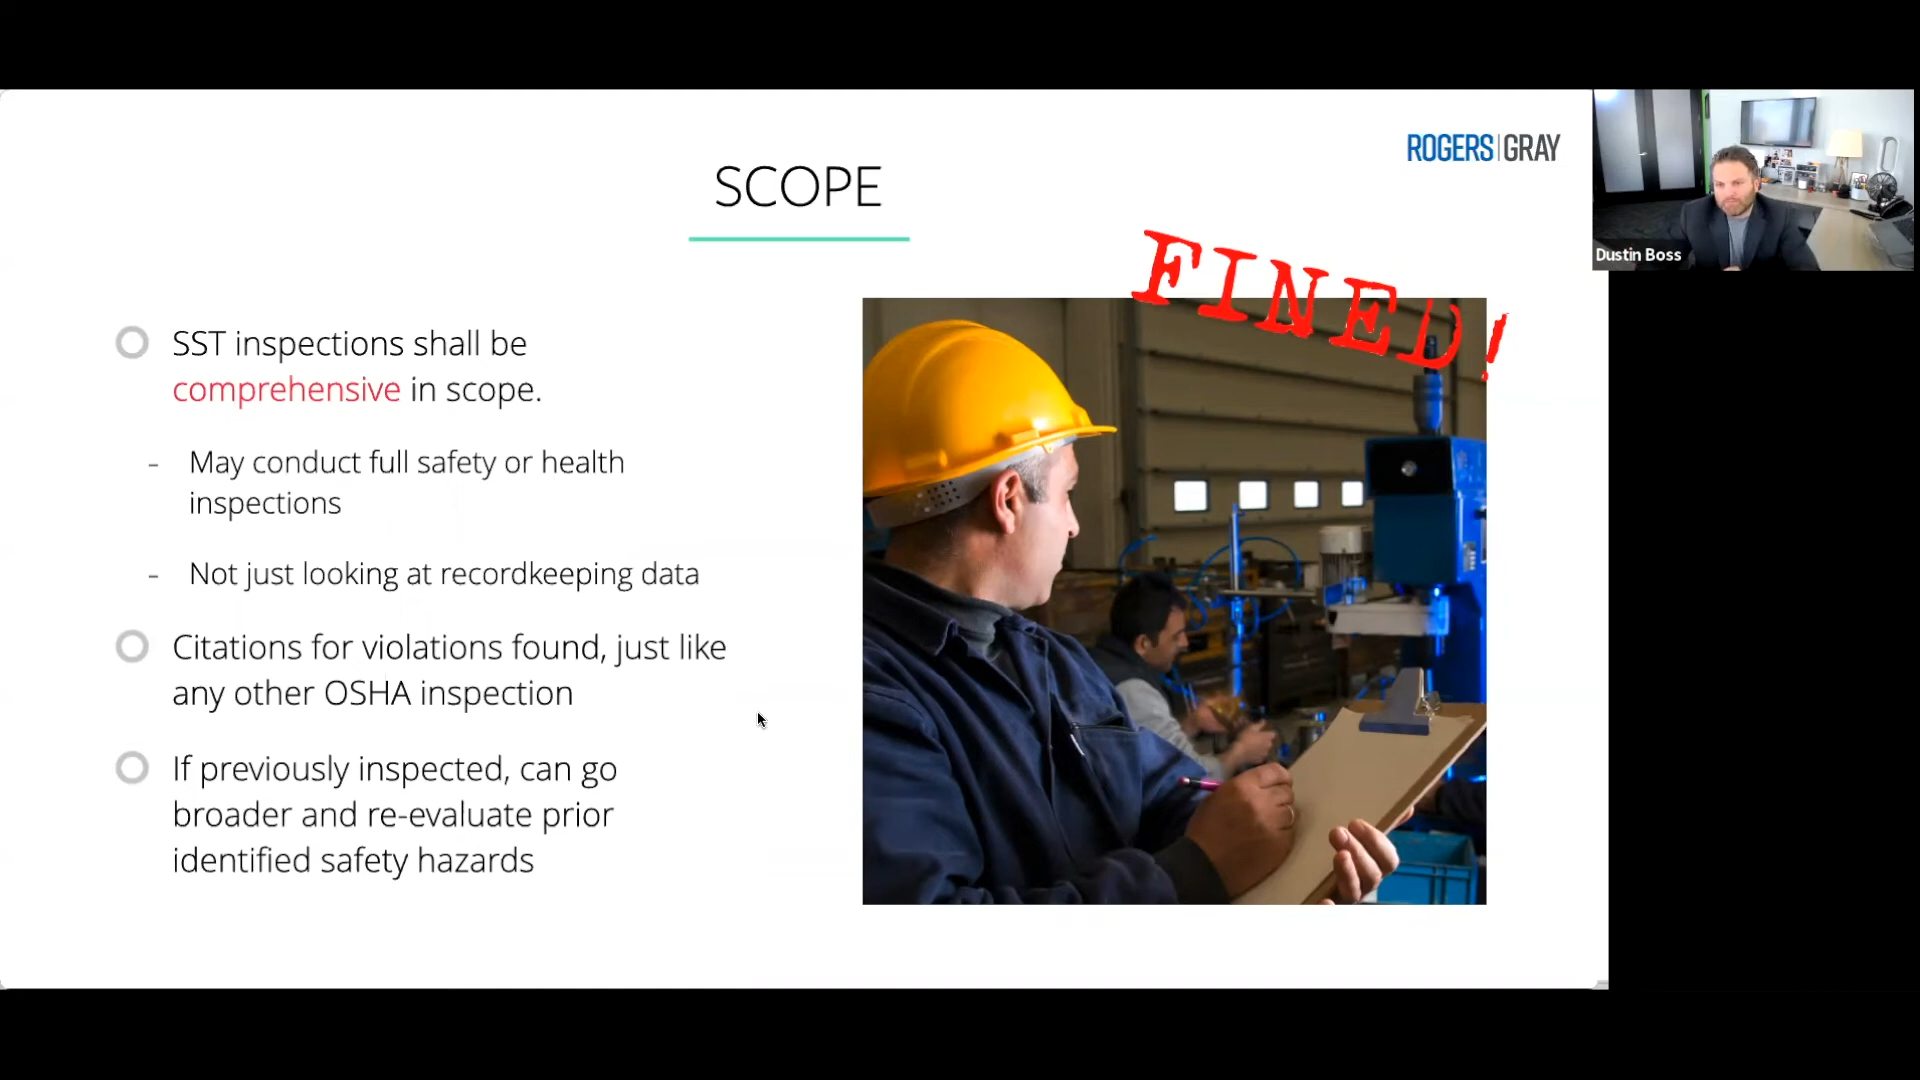 ROGERS|GRAY
SCOPE
FINED!
SST inspections shall be
comprehensive in scope.
- May conduct full safety or health
inspections
- Not just looking at recordkeeping data
Citations for violations found, just like
any other OSHA inspection
If previously inspected, can go
broader and re-evaluate prior
identified safety hazards
Dustin Boss